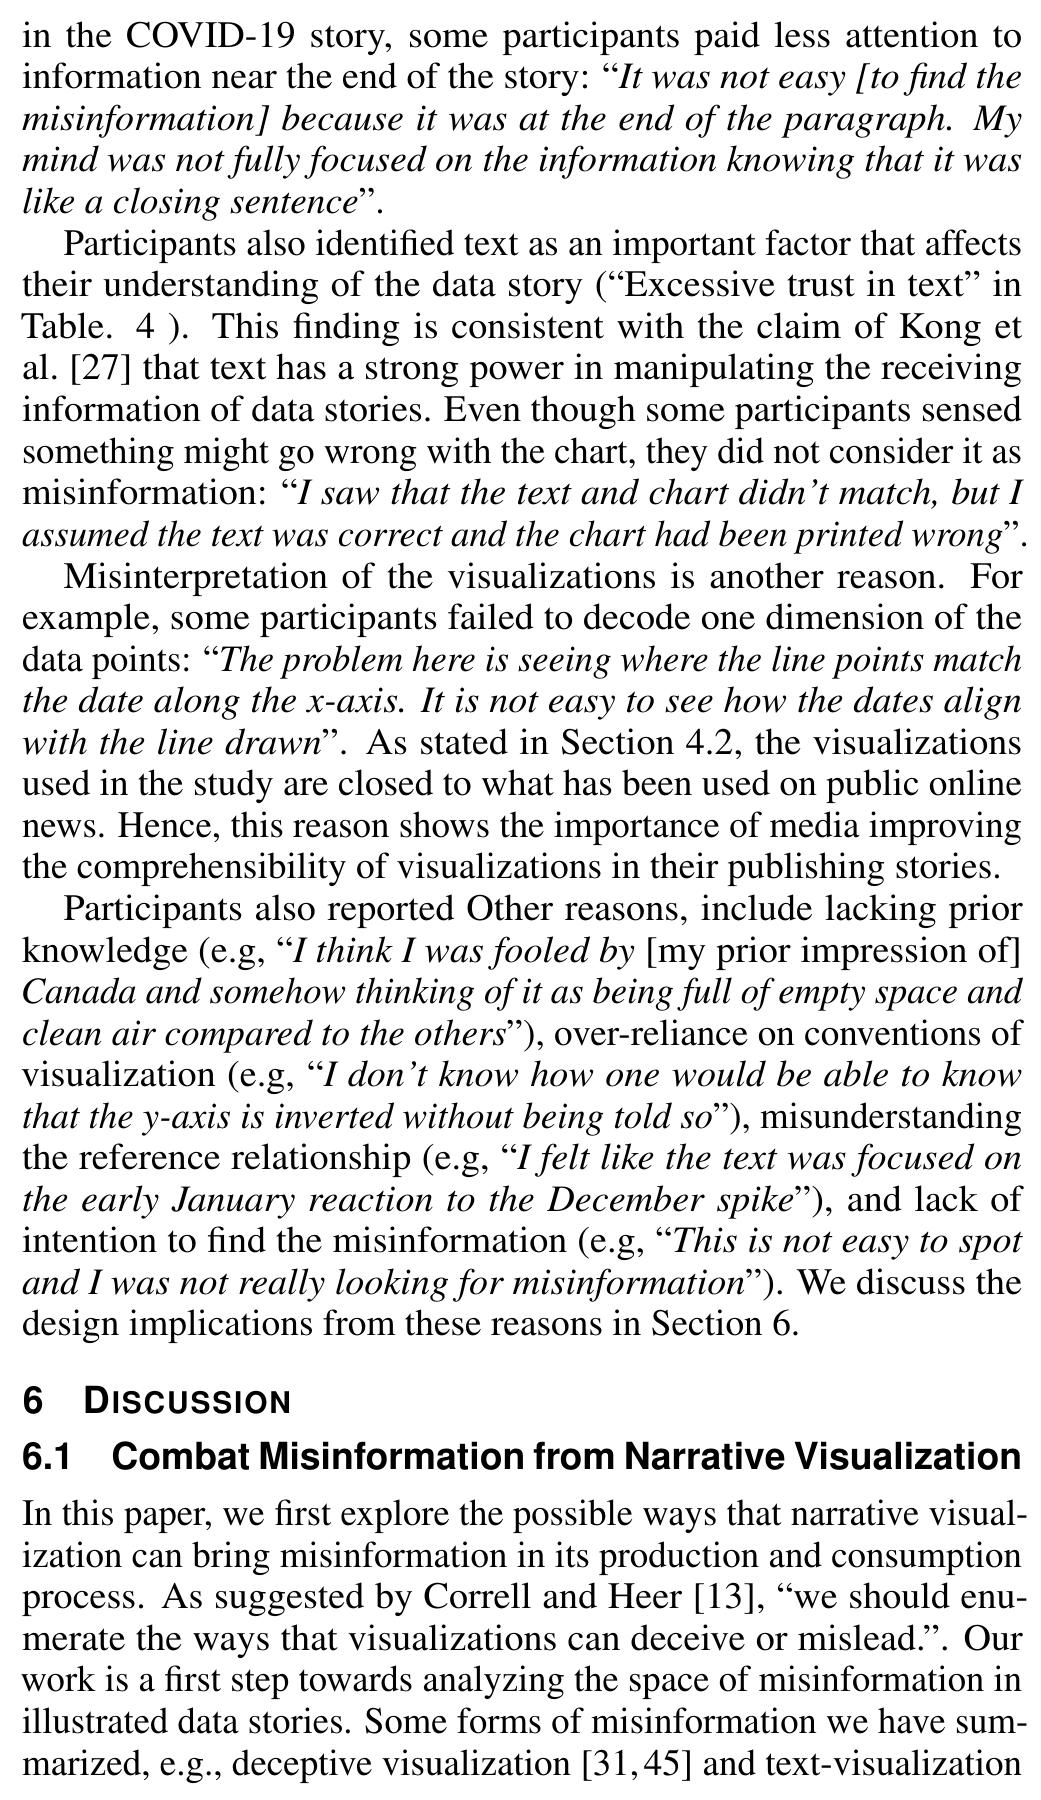 in the COVID-19 story, some participants paid less attention to
information near the end of the story: “It was not easy [to find the
misinformation] because it was at the end of the paragraph. My
mind was not fully focused on the information knowing that it was
like a closing sentence”.
Participants also identified text as an important factor that affects
their understanding of the data story (“Excessive trust in text” in
Table. 4 ). This finding is consistent with the claim of Kong et
al. [27] that text has a strong power in manipulating the receiving
information of data stories. Even though some participants sensed
something might go wrong with the chart, they did not consider it as
misinformation: “I saw that the text and chart didn’t match, but I
assumed the text was correct and the chart had been printed wrong”.
Misinterpretation of the visualizations is another reason. For
example, some participants failed to decode one dimension of the
data points: “The problem here is seeing where the line points match
the date along the x-axis. It is not easy to see how the dates align
with the line drawn”. As stated in Section 4.2, the visualizations
used in the study are closed to what has been used on public online
news. Hence, this reason shows the importance of media improving
the comprehensibility of visualizations in their publishing stories.
Participants also reported Other reasons, include lacking prior
knowledge (e.g, “I think I was fooled by [my prior impression of]
Canada and somehow thinking of it as being full of empty space and
clean air compared to the others”), over-reliance on conventions of
visualization (e.g, “I don’t know how one would be able to know
that the y-axis is inverted without being told so”), misunderstanding
the reference relationship (e.g, “I felt like the text was focused on
the early January reaction to the December spike”), and lack of
intention to find the misinformation (e.g, “This is not easy to spot
and I was not really looking for misinformation”). We discuss the
design implications from these reasons in Section 6.
6 DISCUSSION
6.1 Combat Misinformation from Narrative Visualization
In this paper, we first explore the possible ways that narrative visual-
ization can bring misinformation in its production and consumption
process. As suggested by Correll and Heer [13], “we should enu-
merate the ways that visualizations can deceive or mislead.”. Our
work is a first step towards analyzing the space of misinformation in
illustrated data stories. Some forms of misinformation we have sum-
marized, e.g., deceptive visualization [31, 45] and text-visualization